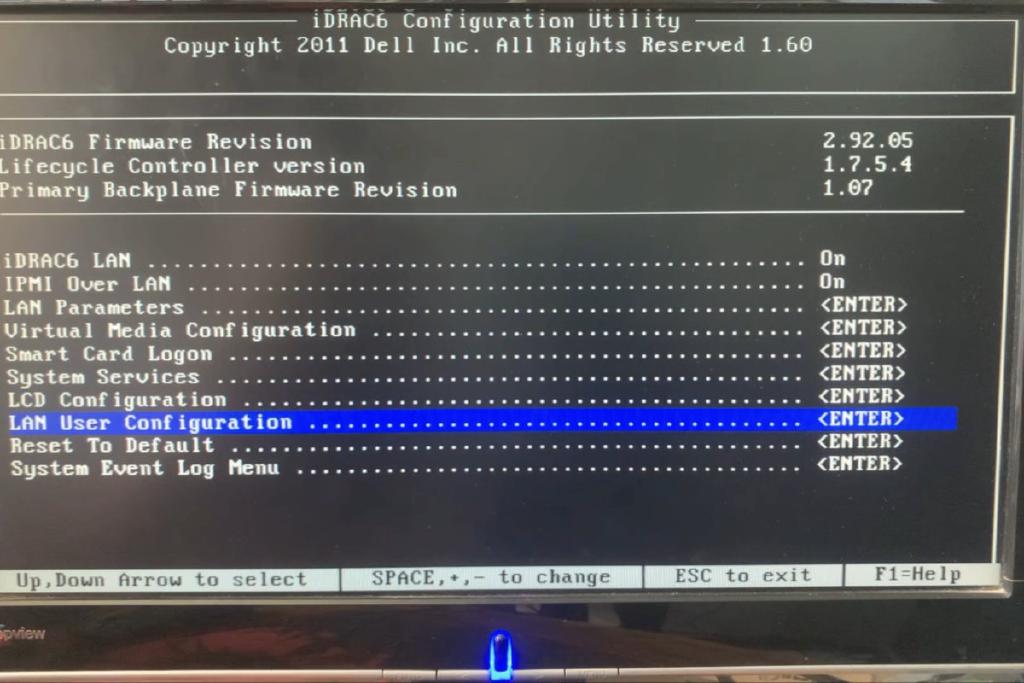 iDRAC6 Configuration Utility
Copyright 2011 Dell Inc. All Rights Reserved 1.60
iDRAC6 Firmware Revision 2.92.05
Lifecycle Controller version 1.7.5.4
Primary Backplane Firmware Revision 1.07
iDRAC6 LAN .................................................. On
IPMI Over LAN ............................................... On
LAN Parameters .............................................. <ENTER>
Virtual Media Configuration ................................. <ENTER>
Smart Card Logon ............................................ <ENTER>
System Services ............................................. <ENTER>
LCD Configuration ........................................... <ENTER>
LAN User Configuration ...................................... <ENTER>
Reset To Default ............................................ <ENTER>
System Event Log Menu ....................................... <ENTER>
Up,Down Arrow to select SPACE,+,- to change ESC to exit F1=Help